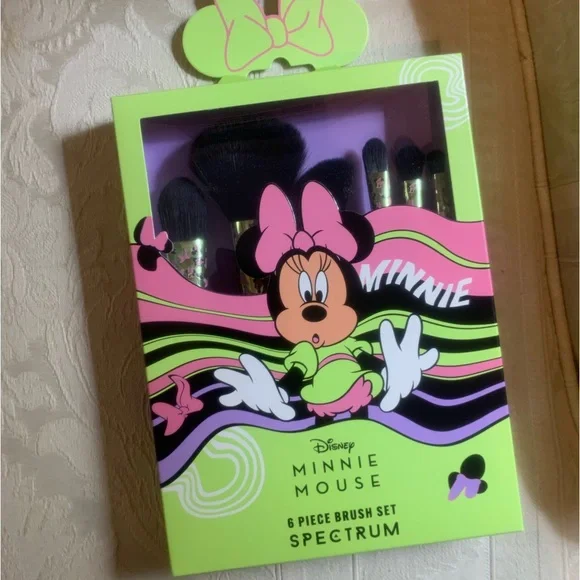 MINNIE
Disney
MINNIE
MOUSE
6 PIECE BRUSH SET
SPECTRUM